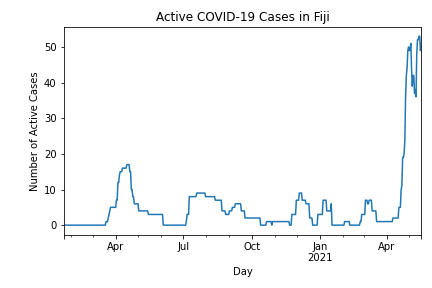 Active COVID-19 Cases in Fiji
Number of Active Cases
50
40
30
20
10
0
Apr
Jul
Oct
Jan
2021
Apr
Day